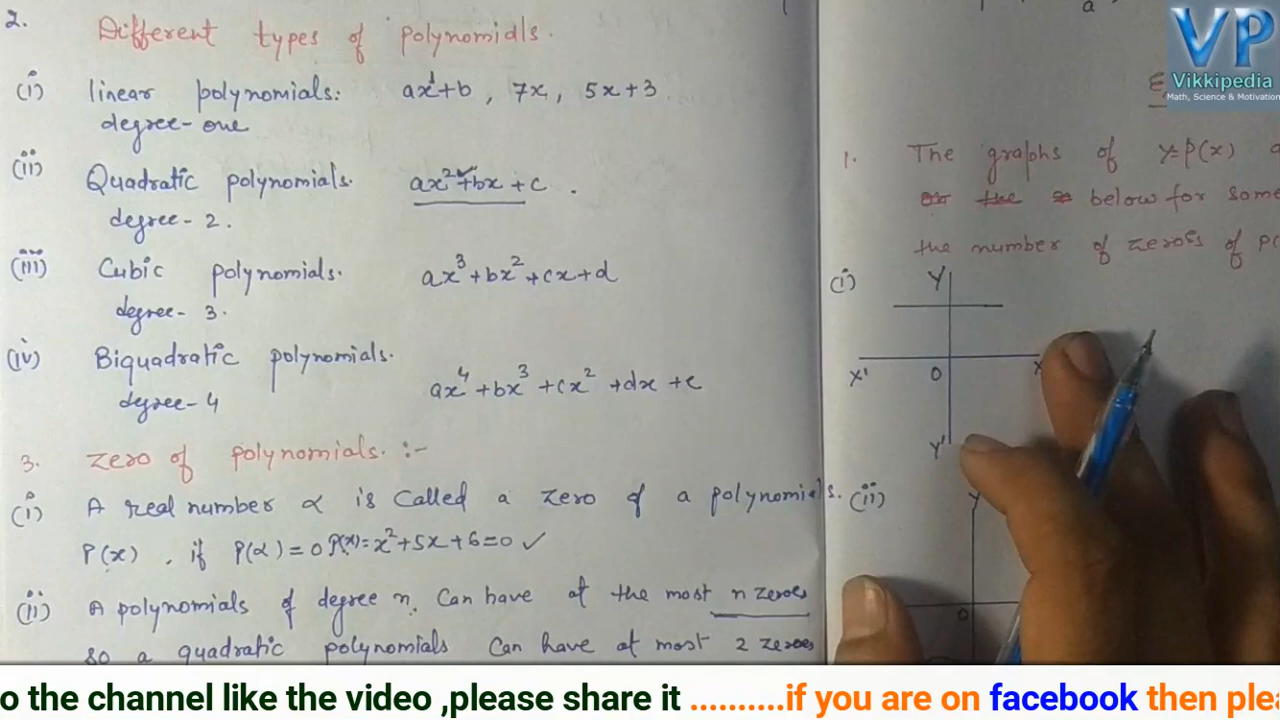 2. Different types of polynomials.
(i) linear polynomials: ax¹+b , 7x, 5x+3
degree-one
(ii) Quadratic polynomials. ax²+bx+c .
degree-2.
(iii) Cubic polynomials. ax³+bx²+cx+d
degree-3.
(iv) Biquadratic polynomials.
ax⁴+bx³+cx²+dx+e
degree-4
3. Zero of polynomials. :-
(i) A real number α is called a zero of a polynomials.
P(x) , if P(α)=0 P(x)=x²+5x+6=0 ✓
(ii) A polynomials of degree n. Can have at the most n zeroes
so a quadratic polynomials Can have at most 2 zeroes
a
VP
Vikkipedia
Math, Science & Motivation
E
1. The graphs of y=P(x)
below for some
the number of zeroes of P(
(i) Y
X' O X
Y'
(ii) Y
O
o the channel like the video ,please share it ..........if you are on facebook then plea